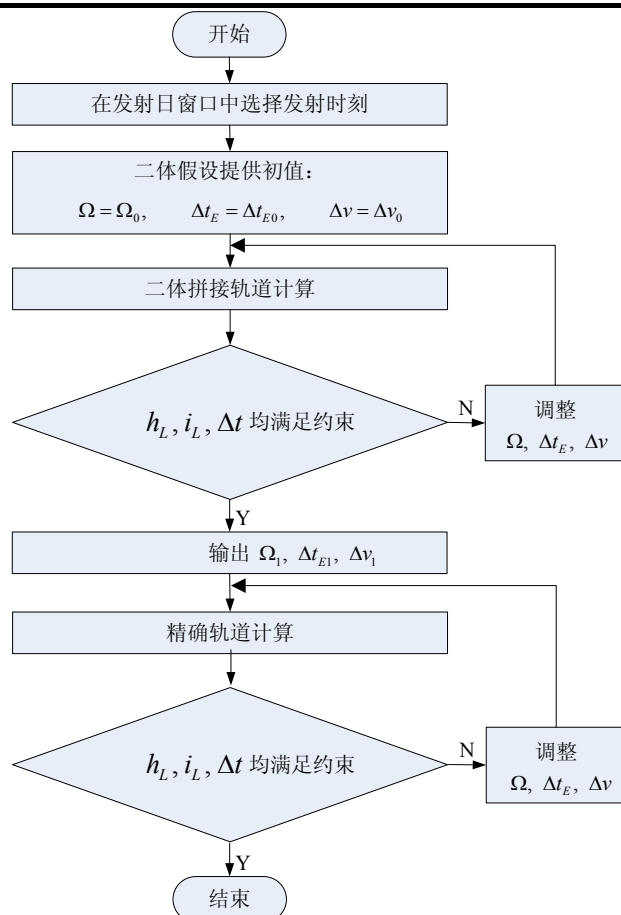 开始
在发射日窗口中选择发射时刻
二体假设提供初值：
Ω = Ω₀,   Δt_E = Δt_E0,   Δv = Δv₀
二体拼接轨道计算
h_L , i_L , Δt 均满足约束
N
调整
Ω, Δt_E, Δv
Y
输出 Ω₁, Δt_E1, Δv₁
精确轨道计算
h_L , i_L , Δt 均满足约束
N
调整
Ω, Δt_E, Δv
Y
结束